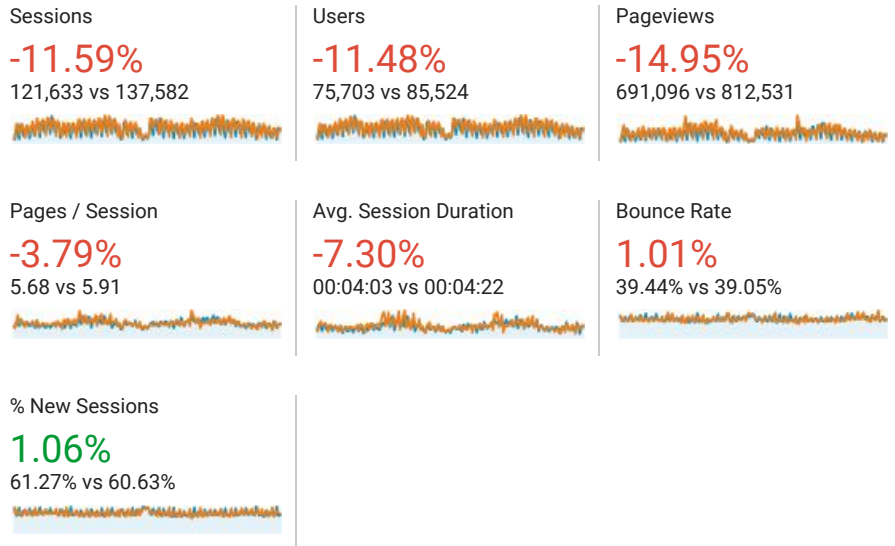 Sessions
-11.59%
121,633 vs 137,582
Users
-11.48%
75,703 vs 85,524
Pageviews
-14.95%
691,096 vs 812,531
Pages / Session
-3.79%
5.68 vs 5.91
Avg. Session Duration
-7.30%
00:04:03 vs 00:04:22
Bounce Rate
1.01%
39.44% vs 39.05%
% New Sessions
1.06%
61.27% vs 60.63%